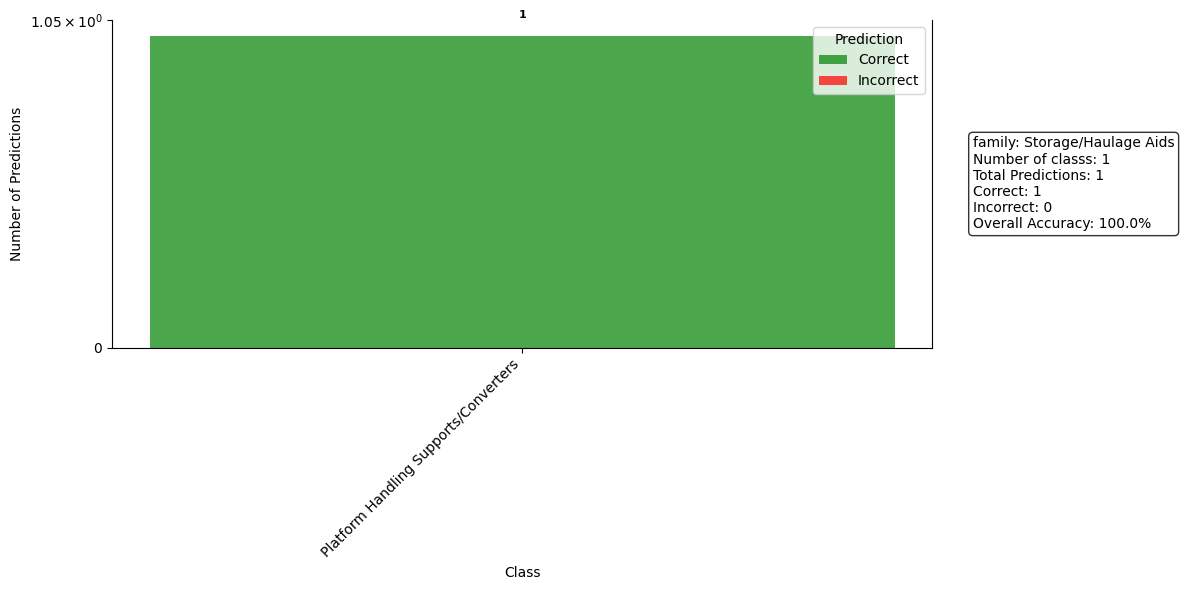 1
1.05 × 10⁰
0
Number of Predictions
Prediction
Correct
Incorrect
family: Storage/Haulage Aids
Number of classs: 1
Total Predictions: 1
Correct: 1
Incorrect: 0
Overall Accuracy: 100.0%
Platform Handling Supports/Converters
Class